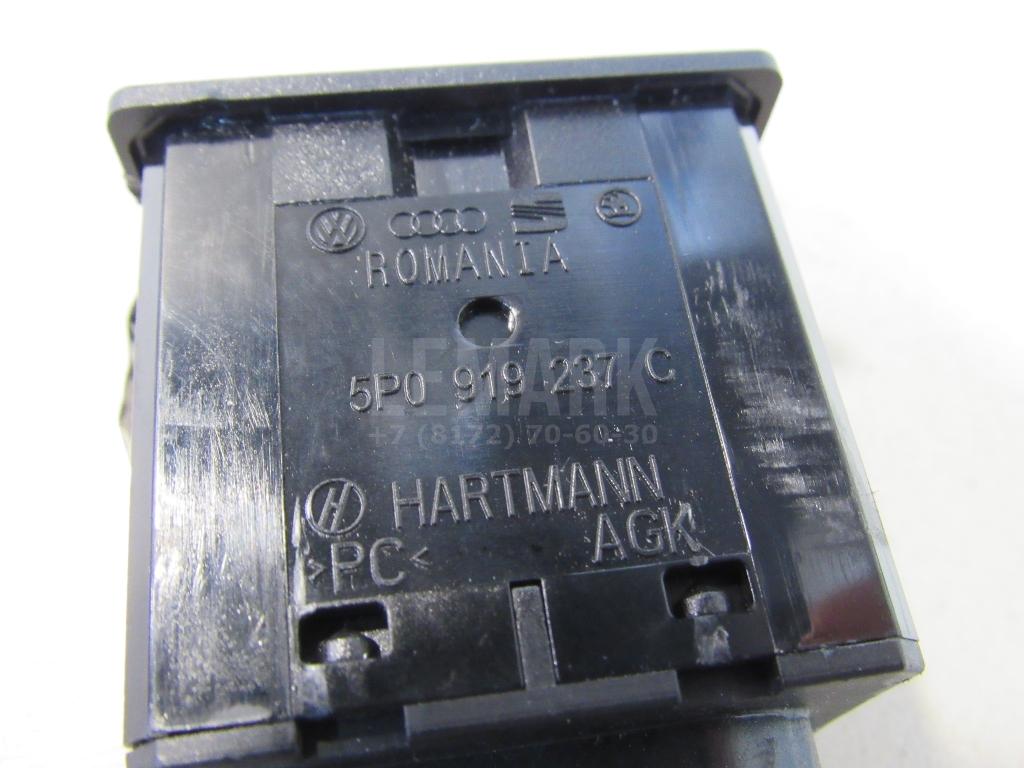 ROMANIA
5P0 919 237 C
LEMARK
+7 (8172) 70-60-30
HARTMANN
AGK
>PC<